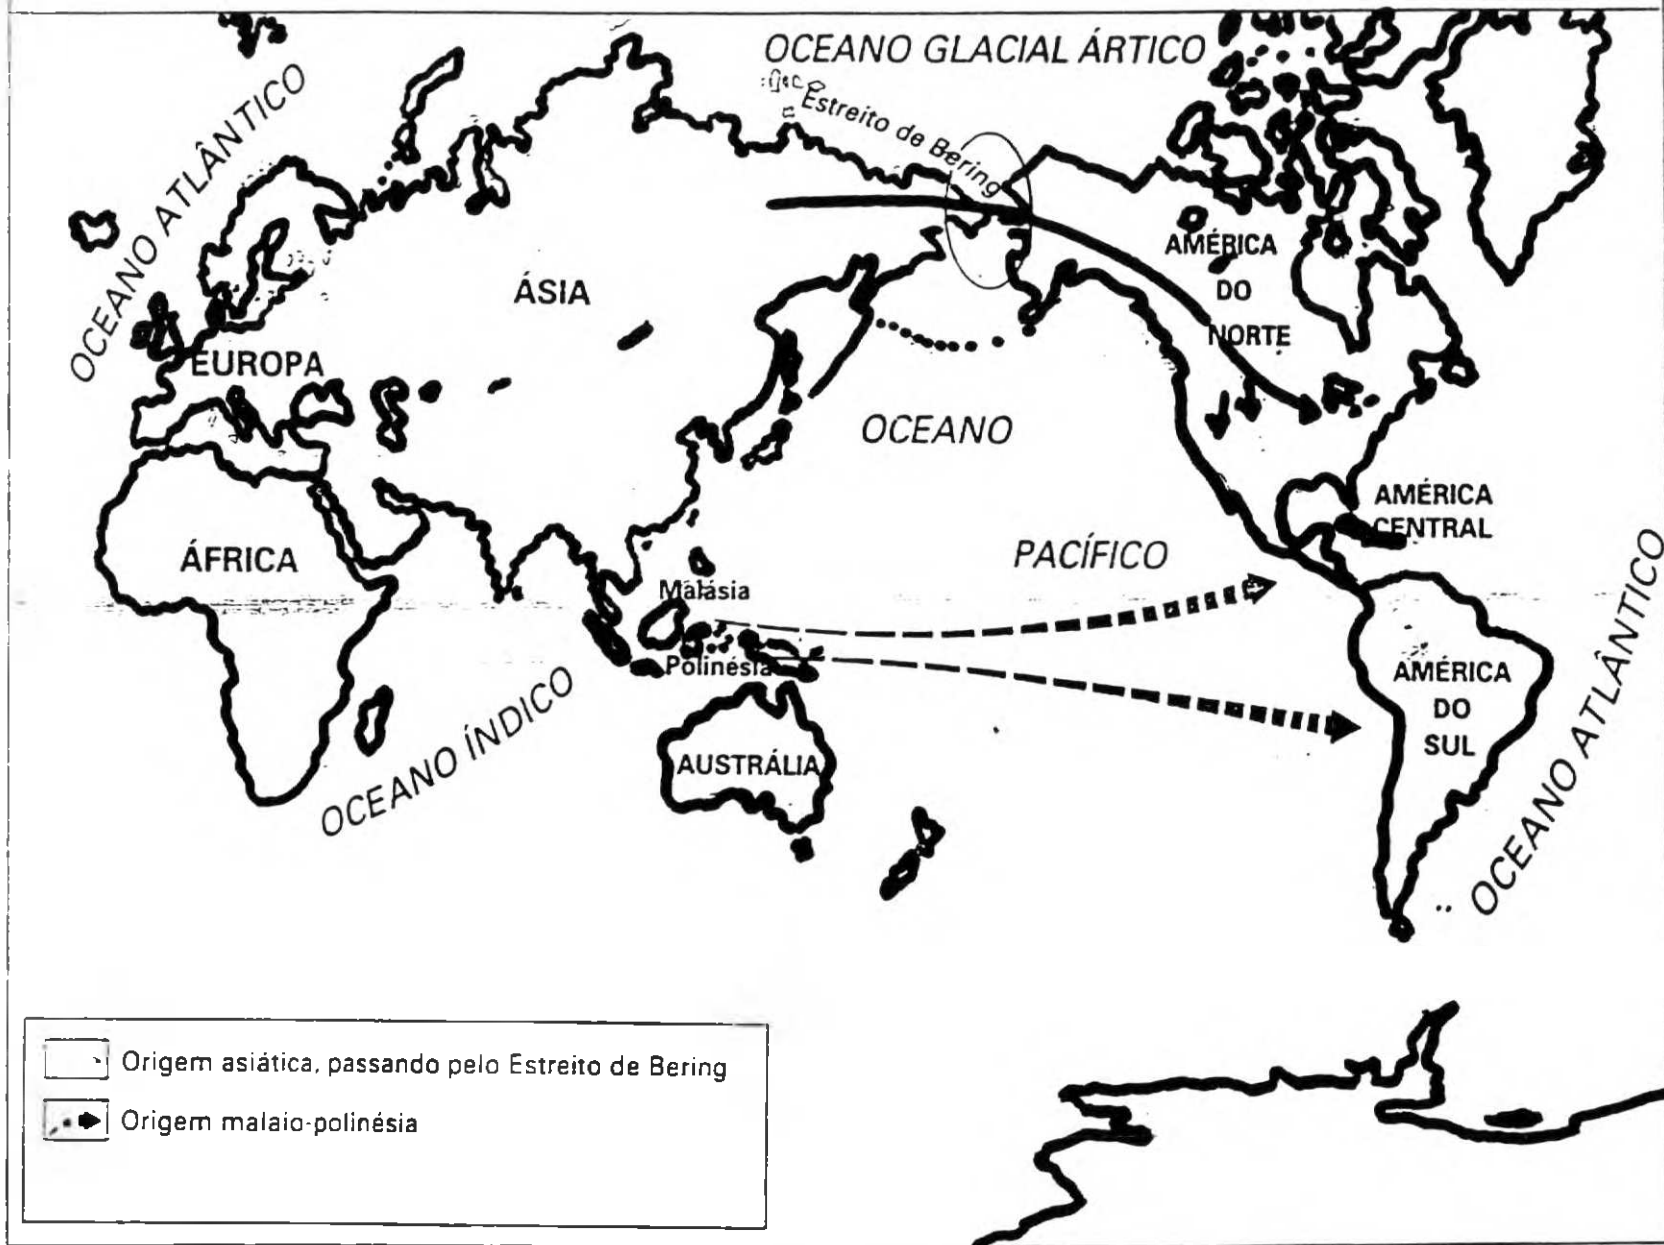 OCEANO GLACIAL ÁRTICO
Estreito de Bering
OCEANO ATLÂNTICO
AMÉRICA
DO
NORTE
ÁSIA
EUROPA
OCEANO
PACÍFICO
AMÉRICA
CENTRAL
ÁFRICA
Malásia
Polinésia
AMÉRICA
DO
SUL
OCEANO ÍNDICO
AUSTRÁLIA
OCEANO ATLÂNTICO
Origem asiática, passando pelo Estreito de Bering
Origem malaio-polinésia